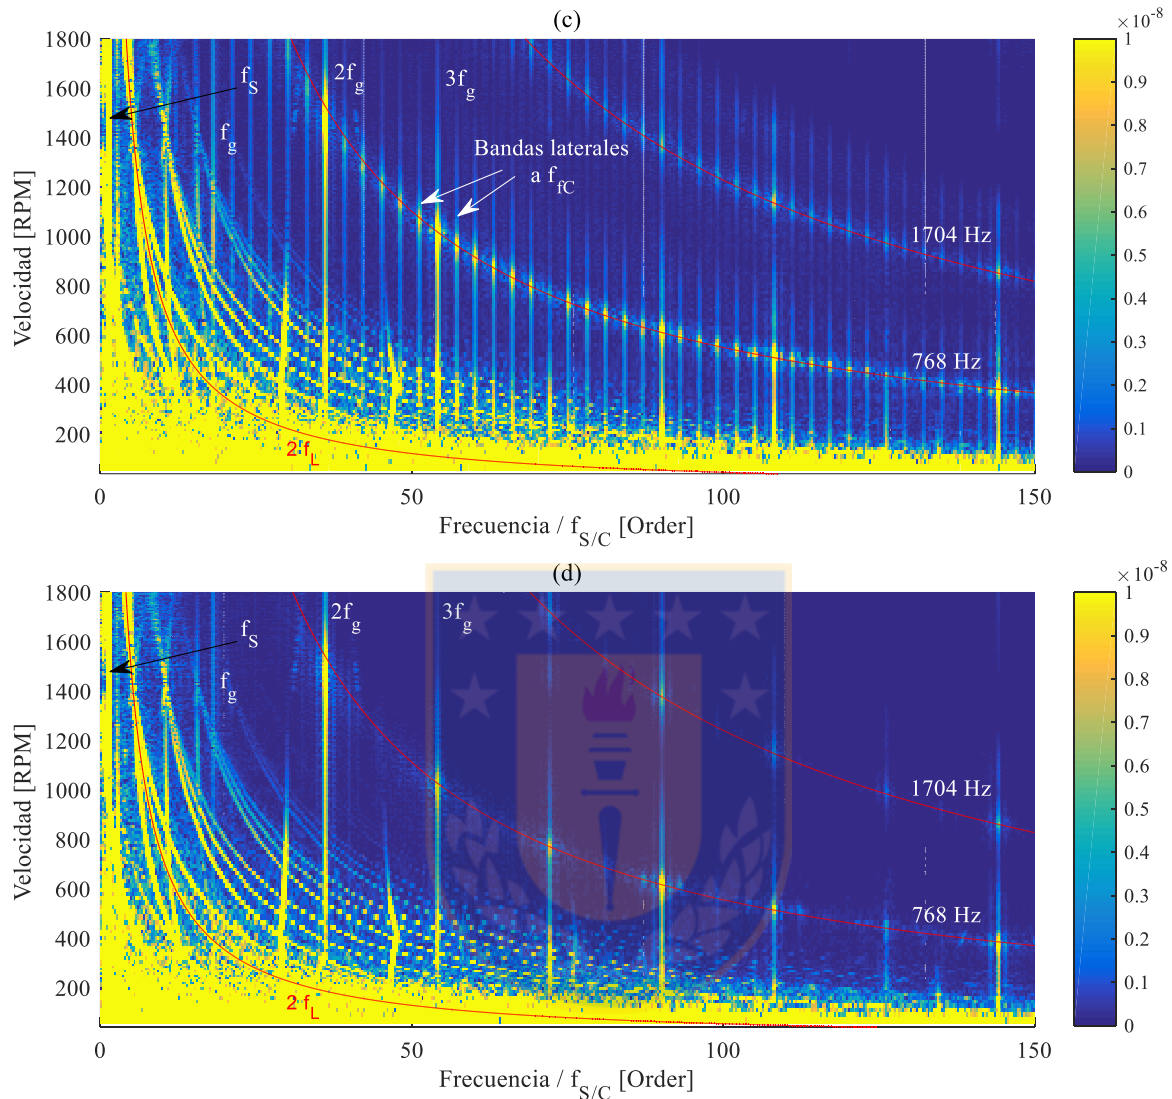 (c)
×10⁻⁸
1800
1600
1400
1200
1000
800
600
400
200
Velocidad [RPM]
f_S
f_g
2f_g
3f_g
Bandas laterales
a f_fC
1704 Hz
768 Hz
2 f_L
0
50
100
150
Frecuencia / f_S/C [Order]
1
0.9
0.8
0.7
0.6
0.5
0.4
0.3
0.2
0.1
0
(d)
×10⁻⁸
1800
1600
1400
1200
1000
800
600
400
200
Velocidad [RPM]
f_S
f_g
2f_g
3f_g
1704 Hz
768 Hz
2 f_L
0
50
100
150
Frecuencia / f_S/C [Order]
1
0.9
0.8
0.7
0.6
0.5
0.4
0.3
0.2
0.1
0